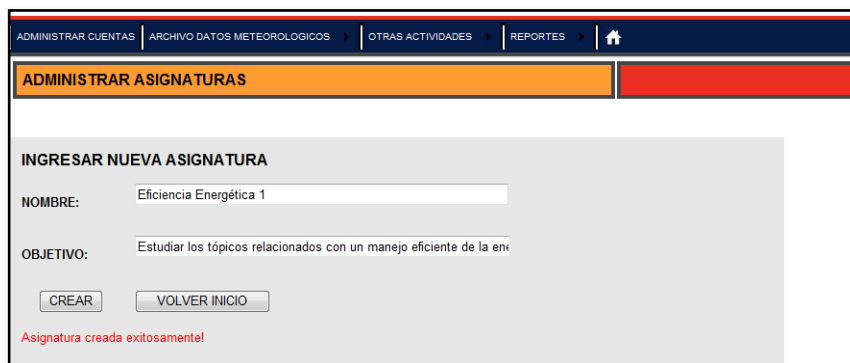 ADMINISTRAR CUENTAS ARCHIVO DATOS METEOROLOGICOS OTRAS ACTIVIDADES REPORTES
ADMINISTRAR ASIGNATURAS
INGRESAR NUEVA ASIGNATURA
NOMBRE: Eficiencia Energética 1
OBJETIVO: Estudiar los tópicos relacionados con un manejo eficiente de la ene
CREAR VOLVER INICIO
Asignatura creada exitosamente!